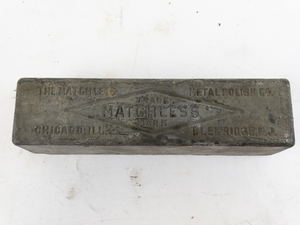 THE MATCHLESS METAL POLISH CO.
TRADE
MATCHLESS
MARK
CHICAGO, ILL. GLEN RIDGE, N.J.